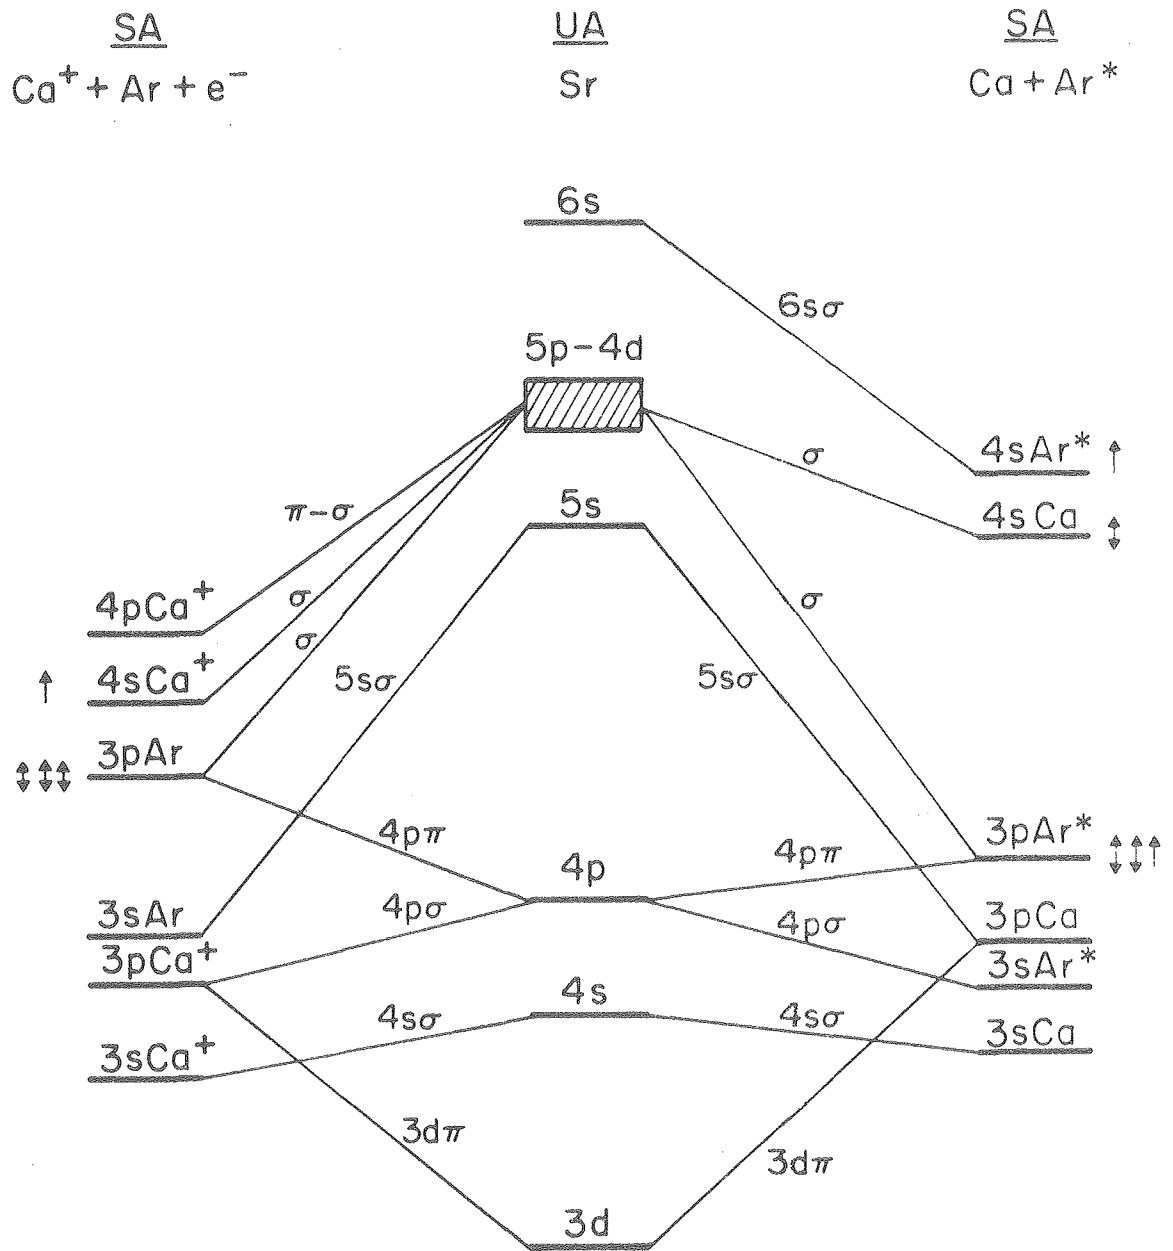 SA UA SA
Ca⁺ + Ar + e⁻ Sr Ca + Ar*
6s
6sσ
5p-4d
4sAr*
σ
4sCa
π-σ
5s
4pCa⁺
σ
σ
σ
4sCa⁺
5sσ
5sσ
3pAr
4pπ
4pπ
3pAr*
4p
3sAr
4pσ
4pσ
3pCa
3pCa⁺
3sAr*
4s
4sσ
4sσ
3sCa
3sCa⁺
3dπ
3dπ
3d